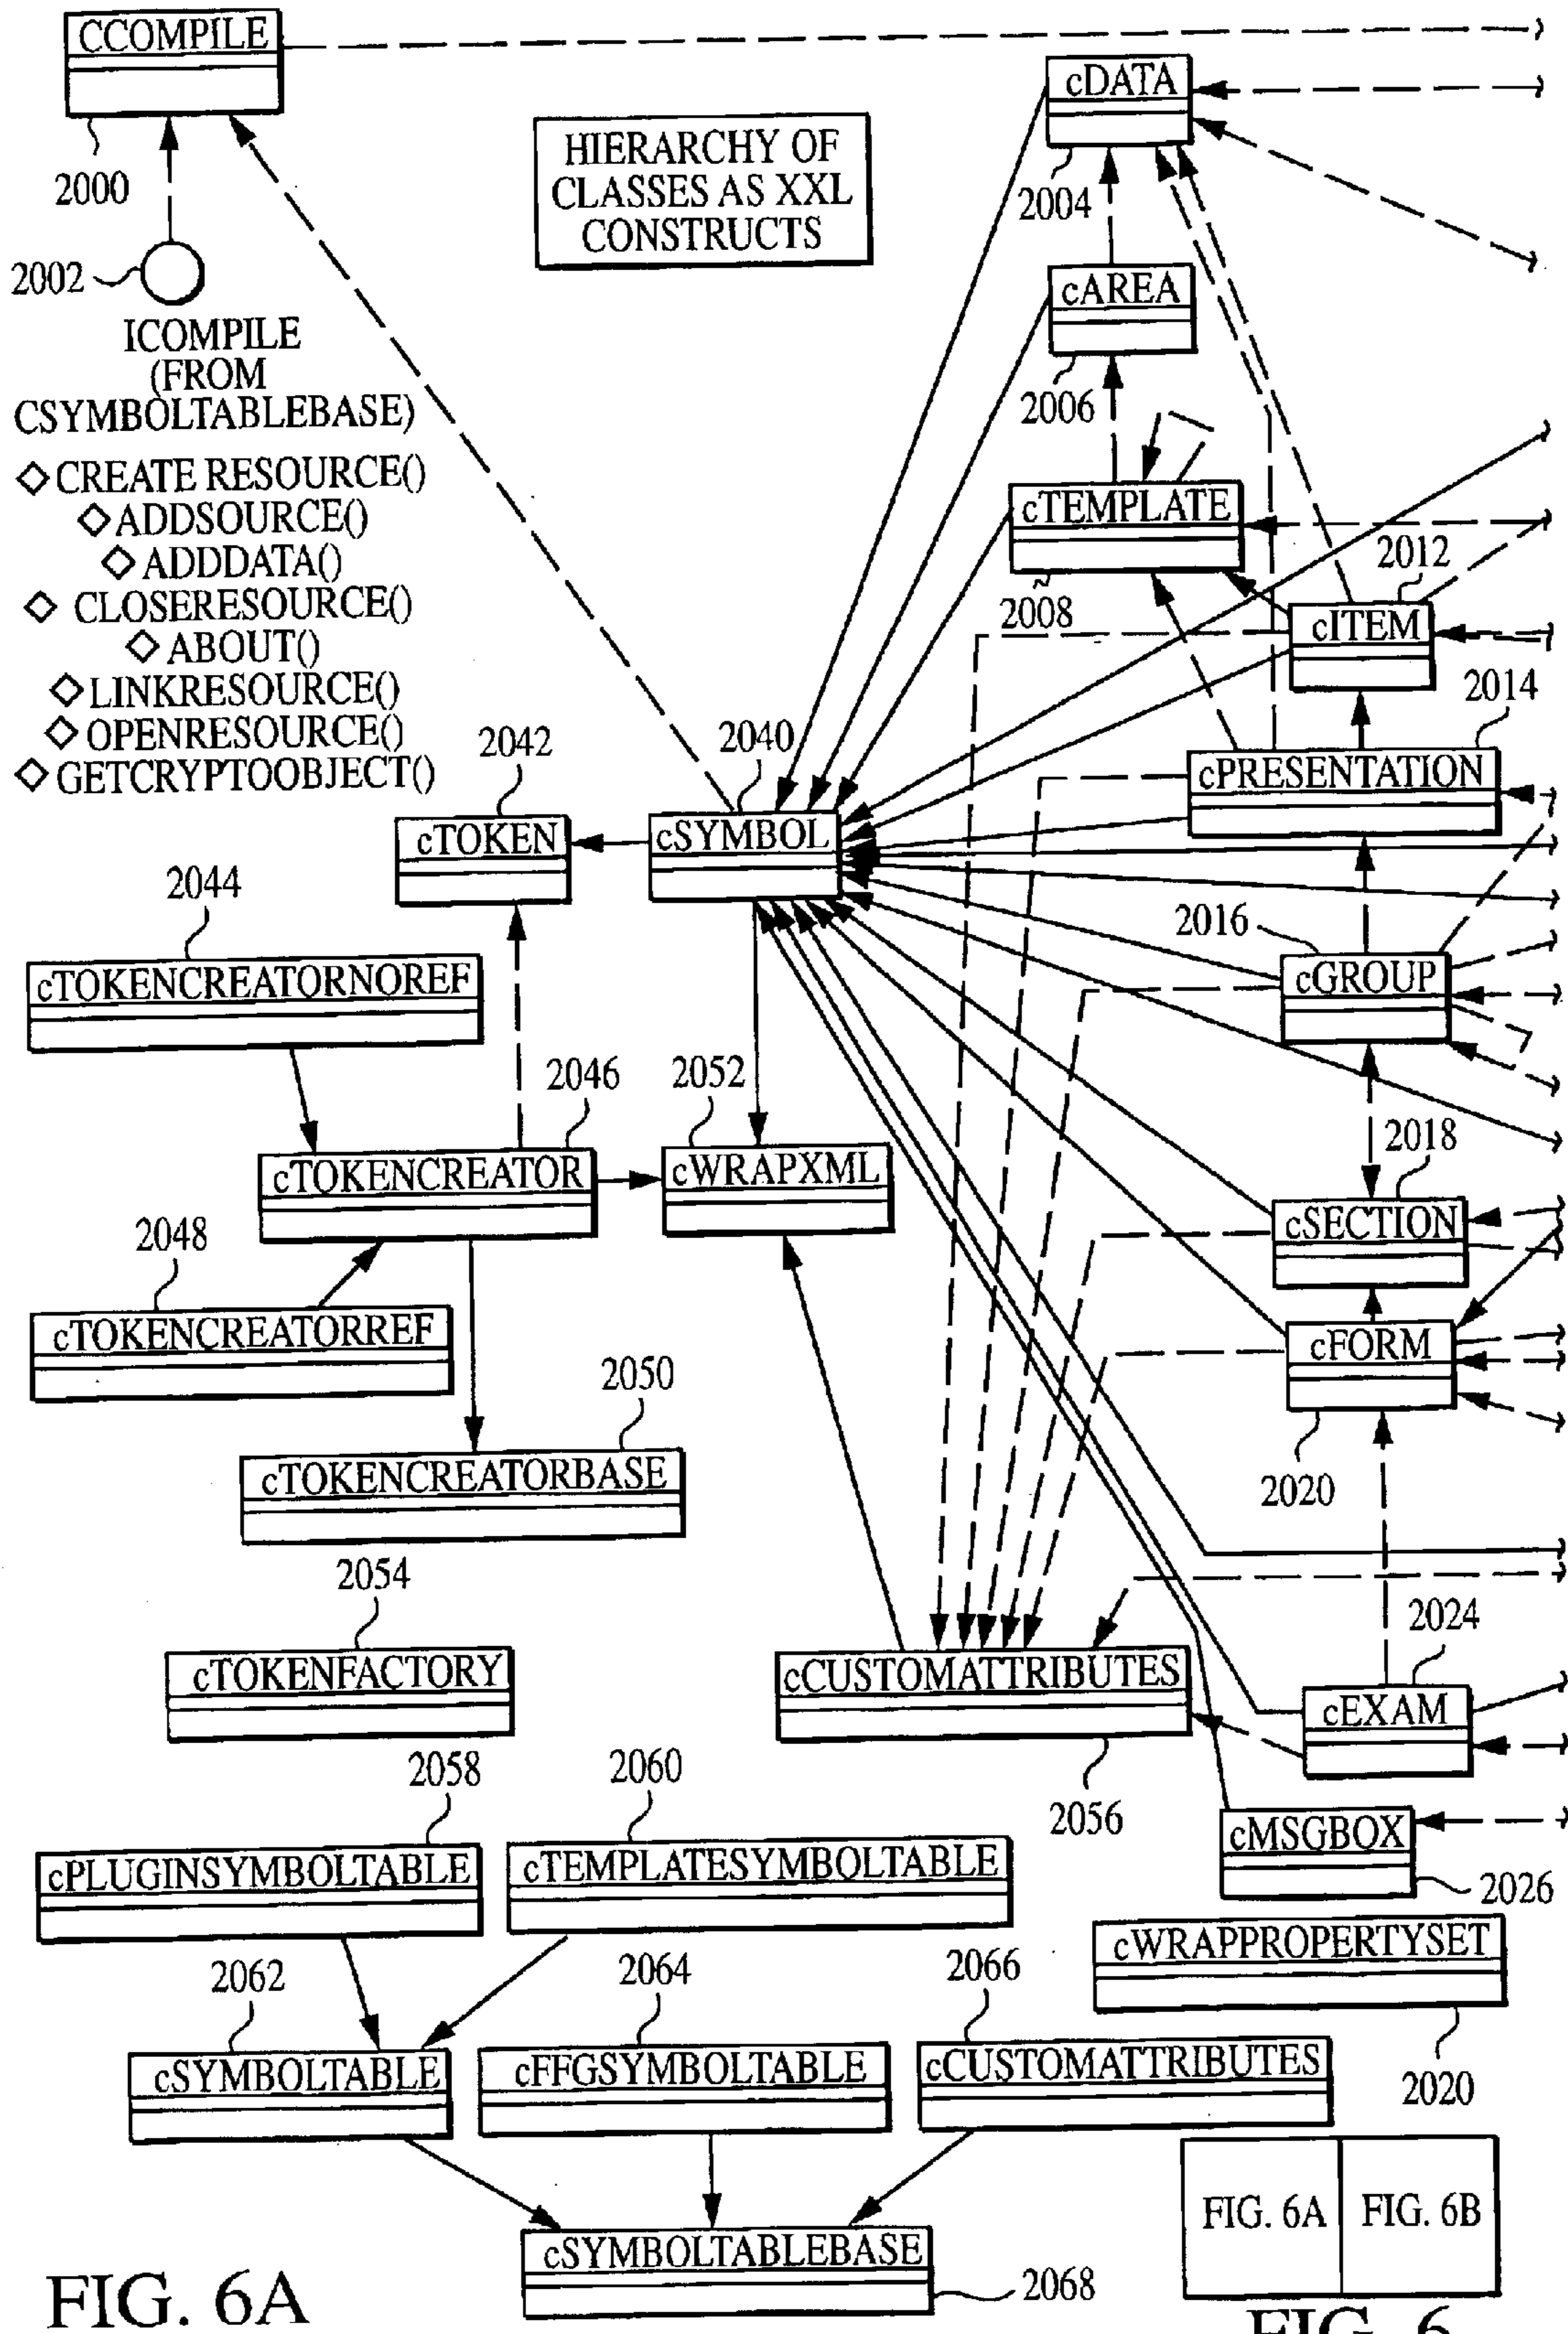 CCOMPILE
2000
2002
ICOMPILE
(FROM
CSYMBOLTABLEBASE)
◇ CREATE RESOURCE()
◇ ADDSOURCE()
◇ ADDDATA()
◇ CLOSERESOURCE()
◇ ABOUT()
◇ LINKRESOURCE()
◇ OPENRESOURCE()
◇ GETCRYPTOOBJECT()
HIERARCHY OF
CLASSES AS XXL
CONSTRUCTS
cDATA
2004
cAREA
2006
cTEMPLATE
2008
2012
cITEM
2014
cPRESENTATION
2042
cTOKEN
2040
cSYMBOL
2044
cTOKENCREATORNOREF
2016
cGROUP
2046
cTOKENCREATOR
2052
cWRAPXML
2018
cSECTION
2048
cTOKENCREATORREF
cFORM
2020
2050
cTOKENCREATORBASE
2054
cTOKENFACTORY
cCUSTOMATTRIBUTES
2056
2024
cEXAM
cMSGBOX
2026
2058
cPLUGINSYMBOLTABLE
2060
cTEMPLATESYMBOLTABLE
cWRAPPROPERTYSET
2020
2062
cSYMBOLTABLE
2064
cFFGSYMBOLTABLE
2066
cCUSTOMATTRIBUTES
cSYMBOLTABLEBASE
2068
FIG. 6A
FIG. 6A
FIG. 6B
FIG. 6